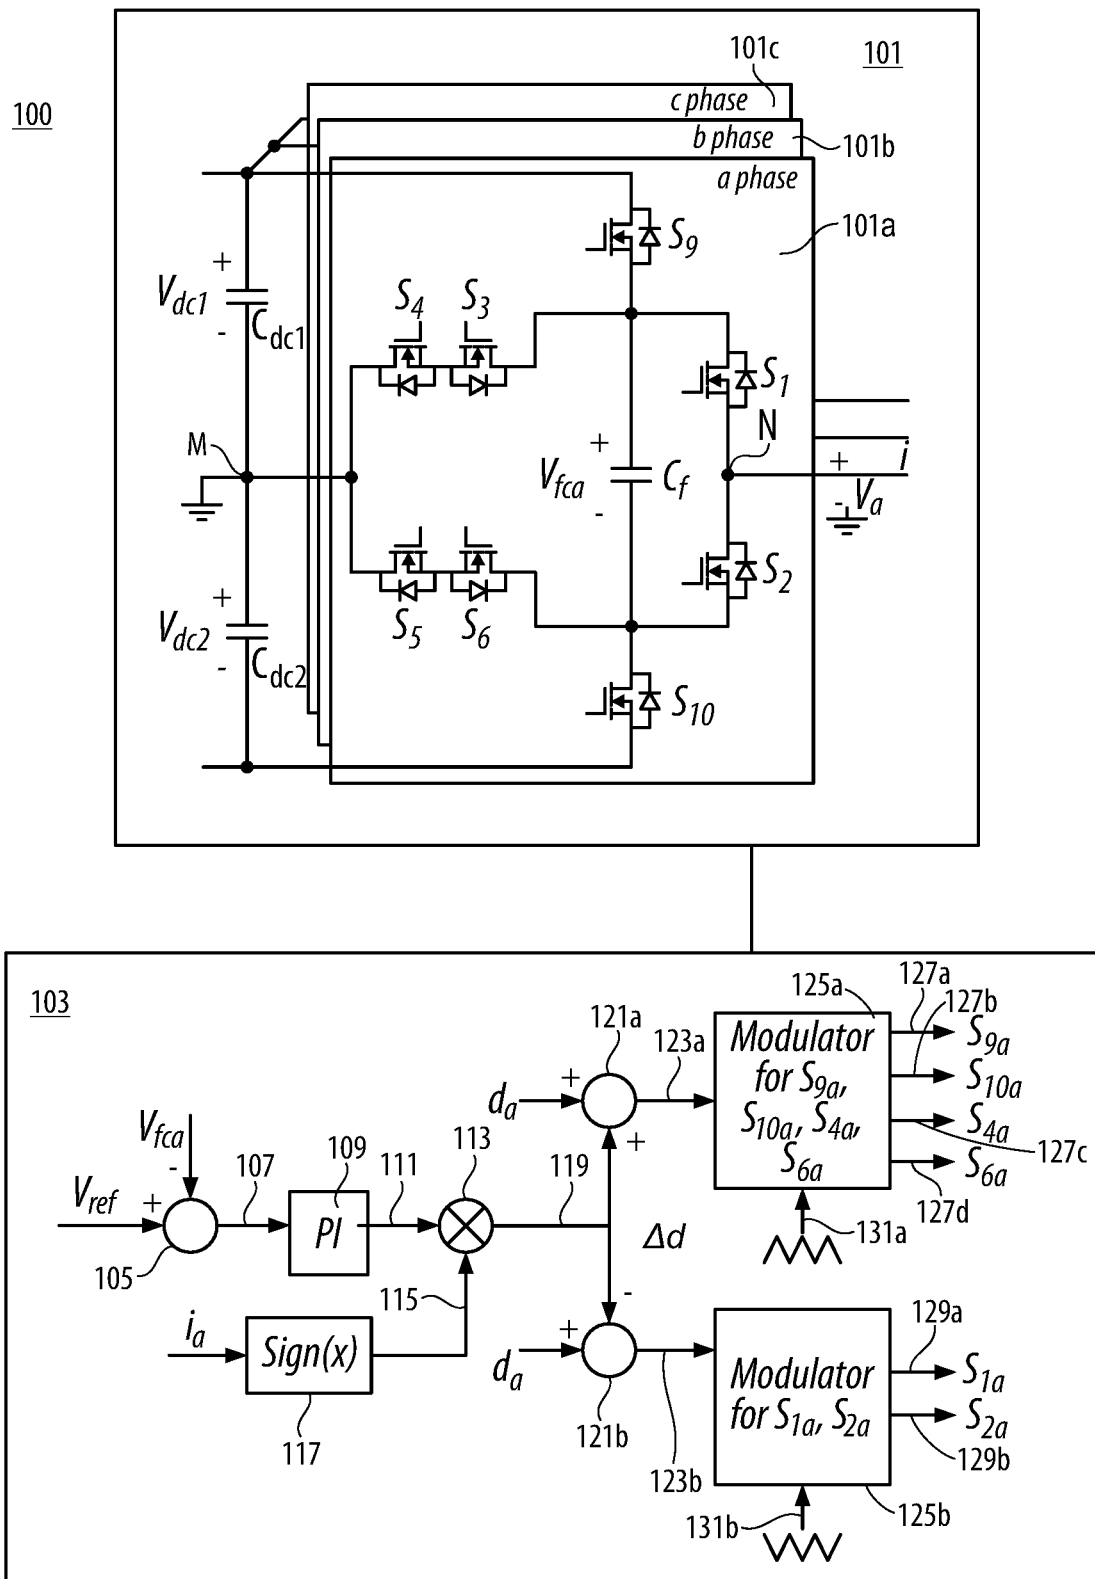 100
101
101c
c phase
b phase
101b
a phase
101a
S9
S4
S3
+
Vdc1
-
Cdc1
S1
M
N
+
Vfca
-
Cf
+
i
-
Va
S2
+
Vdc2
-
Cdc2
S5
S6
S10
103
125a
127a
127b
121a
123a
Modulator
for S9a,
S10a, S4a,
S6a
S9a
S10a
S4a
127c
S6a
127d
da
+
+
Vfca
-
Vref
+
105
107
109
PI
111
113
119
Δd
131a
115
ia
Sign(x)
117
-
+
da
121b
123b
Modulator
for S1a, S2a
129a
S1a
S2a
129b
131b
125b